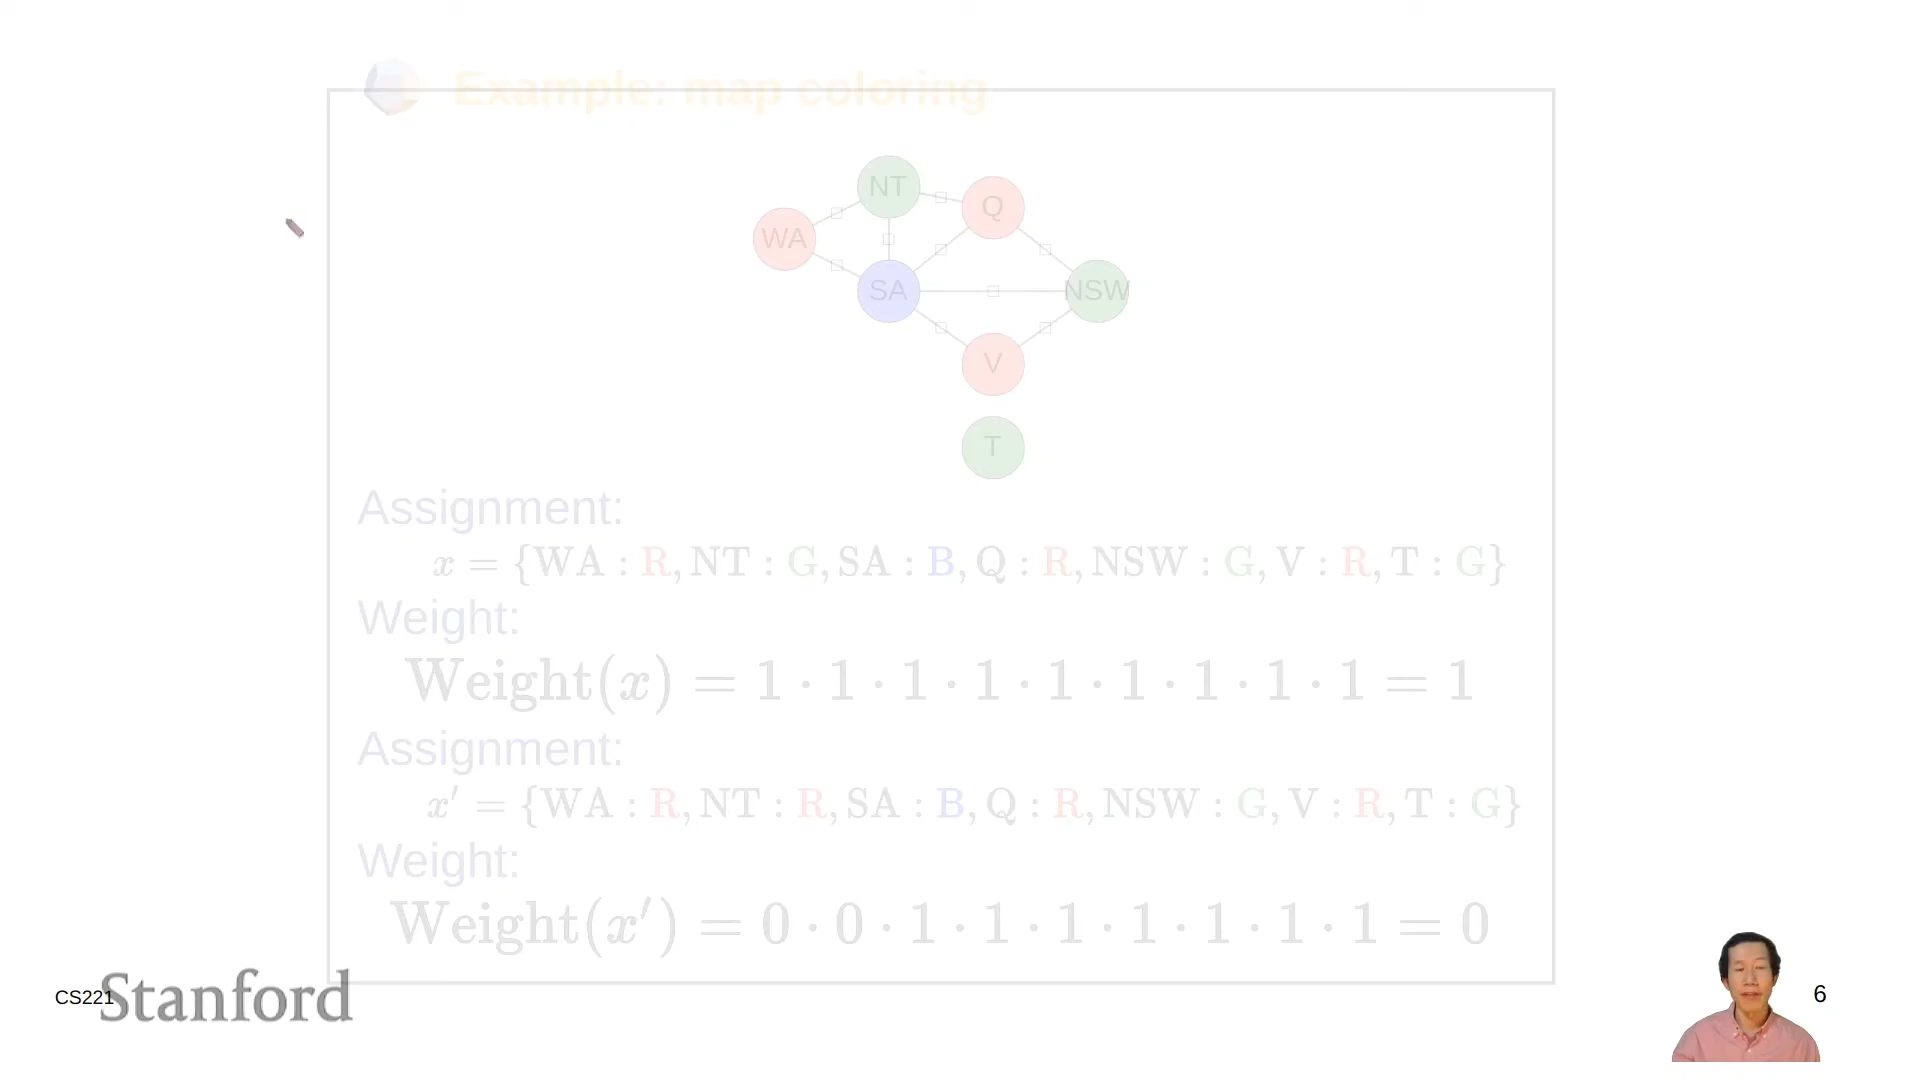 Example: map coloring
NT
Q
WA
SA
NSW
V
T
Assignment:
x = {WA : R, NT : G, SA : B, Q : R, NSW : G, V : R, T : G}
Weight:
Weight(x) = 1 · 1 · 1 · 1 · 1 · 1 · 1 · 1 · 1 = 1
Assignment:
x′ = {WA : R, NT : R, SA : B, Q : R, NSW : G, V : R, T : G}
Weight:
Weight(x′) = 0 · 0 · 1 · 1 · 1 · 1 · 1 · 1 · 1 = 0
CS221
Stanford
6